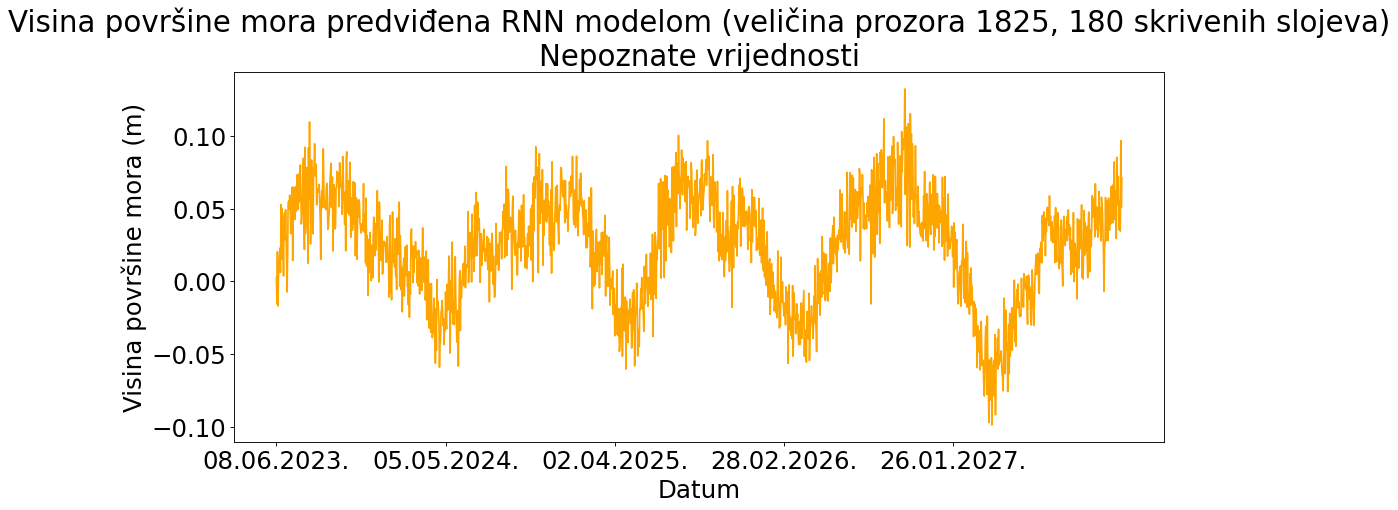 Visina površine mora predviđena RNN modelom (veličina prozora 1825, 180 skrivenih slojeva)
Nepoznate vrijednosti
Visina površine mora (m)
0.10
0.05
0.00
−0.05
−0.10
08.06.2023. 05.05.2024. 02.04.2025. 28.02.2026. 26.01.2027.
Datum